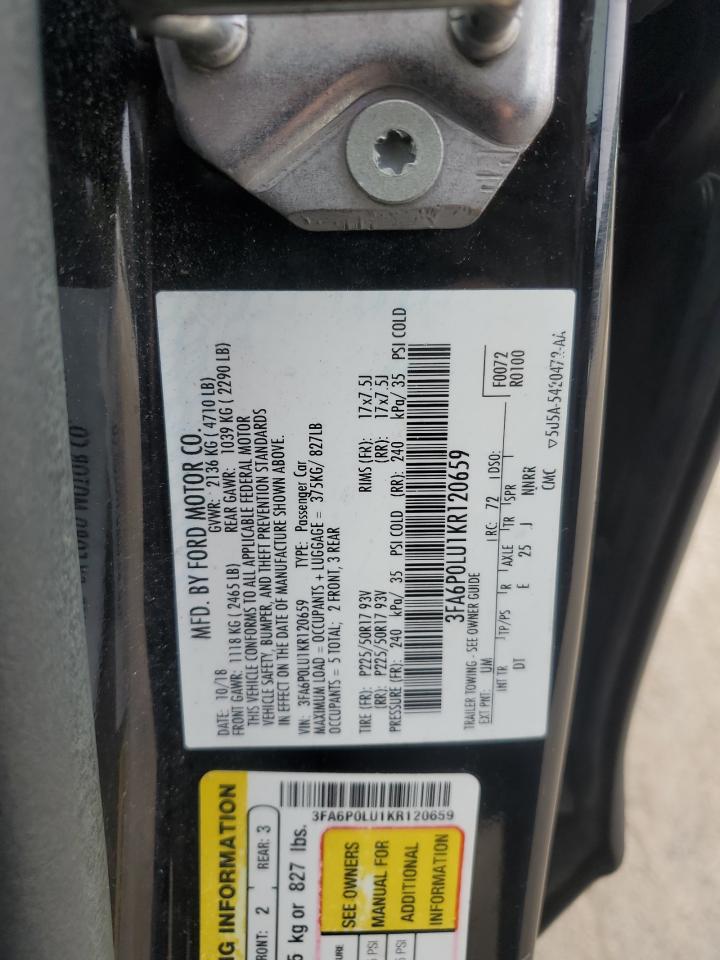 MFD. BY FORD MOTOR CO.
DATE: 10/18 GVWR: 2136 KG ( 4710 LB)
FRONT GAWR: 1118 KG ( 2465 LB) REAR GAWR: 1039 KG ( 2290 LB)
THIS VEHICLE CONFORMS TO ALL APPLICABLE FEDERAL MOTOR
VEHICLE SAFETY, BUMPER, AND THEFT PREVENTION STANDARDS
IN EFFECT ON THE DATE OF MANUFACTURE SHOWN ABOVE.
VIN: 3FA6P0LU1KR120659 TYPE: Passenger Car
MAXIMUM LOAD = OCCUPANTS + LUGGAGE = 375KG/ 827LB
OCCUPANTS = 5 TOTAL; 2 FRONT, 3 REAR
TIRE (FR): P225/50R17 93V RIMS (FR): 17x7.5J
(RR): P225/50R17 93V (RR): 17x7.5J
PRESSURE (FR): 240 kPa/ 35 PSI COLD (RR): 240 kPa/ 35 PSI COLD
3FA6P0LU1KR120659
TRAILER TOWING - SEE OWNER GUIDE
EXT PNT: UM RC: 72 DSO:
F0072
R0100
INT TR TP/PS R AXLE TR SPR
DT E 25 J NNRR
CMC
▽5U5A-5420472-AA
3FA6P0LU1KR120659
NG INFORMATION
RONT: 2 REAR: 3
5 kg or 827 lbs.
SEE OWNERS
MANUAL FOR
ADDITIONAL
INFORMATION
PSI
PSI